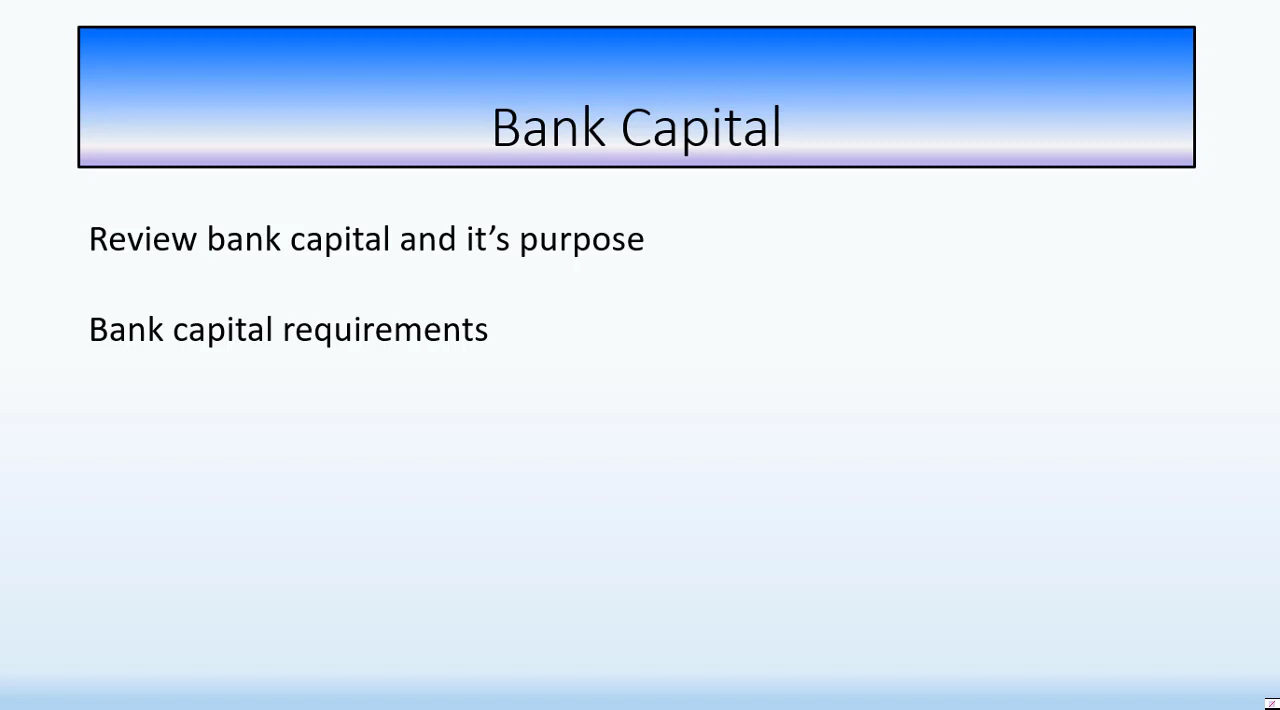 Bank Capital
Review bank capital and it’s purpose
Bank capital requirements